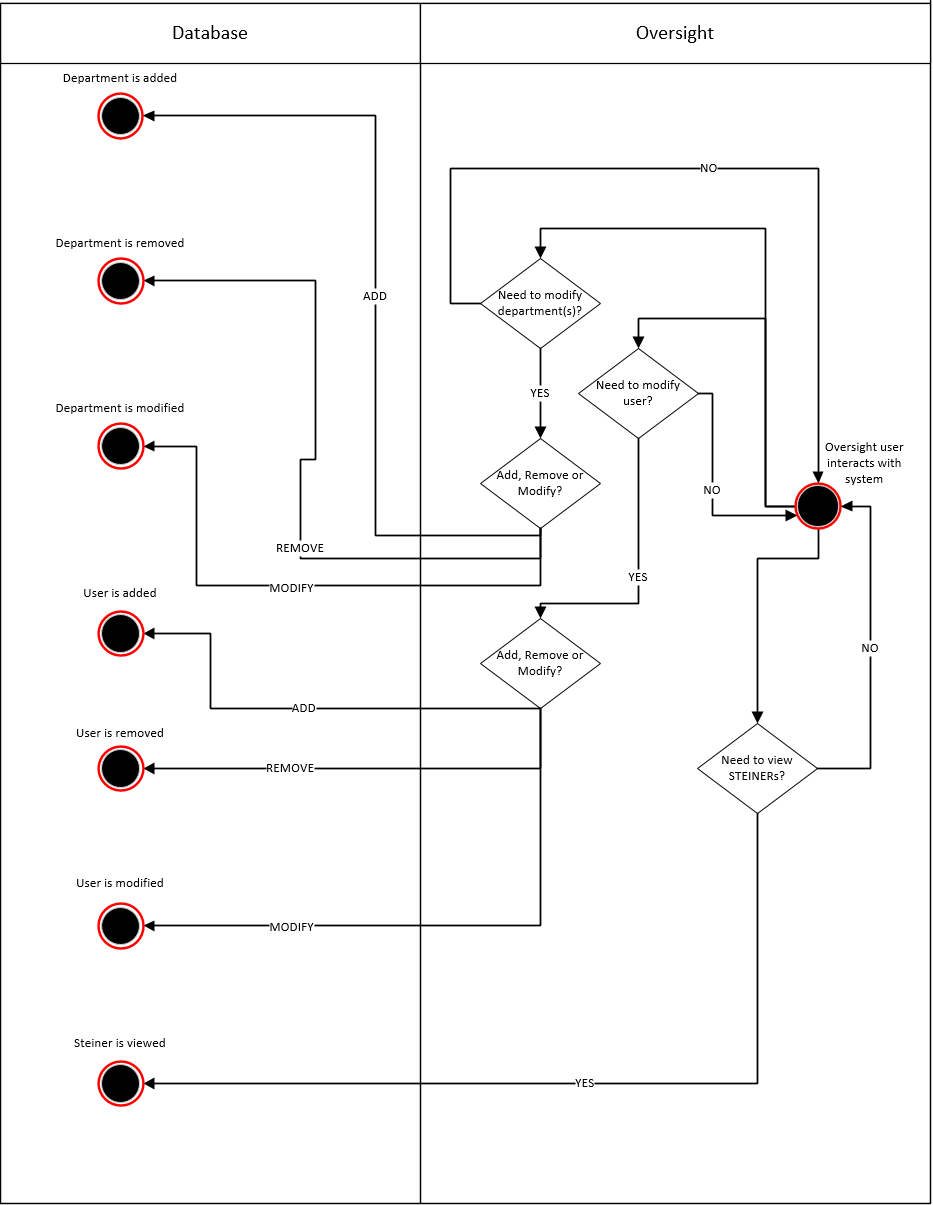 Database
Oversight
Department is added
NO
Department is removed
ADD
Need to modify
department(s)?
YES
Need to modify
user?
Department is modified
Oversight user
interacts with
system
Add, Remove or
Modify?
NO
REMOVE
MODIFY
YES
User is added
Add, Remove or
Modify?
NO
ADD
User is removed
REMOVE
Need to view
STEINERs?
User is modified
MODIFY
Steiner is viewed
YES